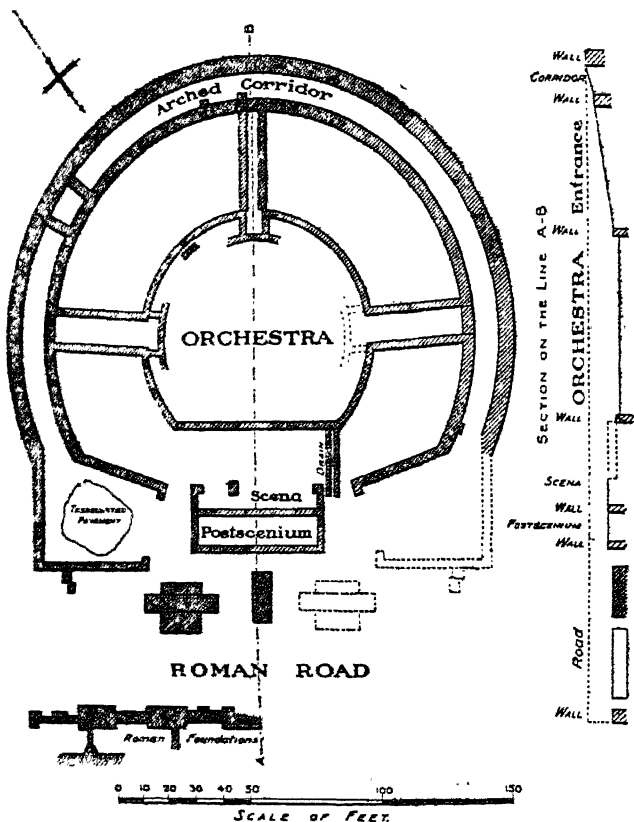 B
Arched Corridor
ORCHESTRA
DRAIN
Scena
TESSELLATED
PAVEMENT
Postscenium
ROMAN ROAD
Roman Foundations
A
0 10 20 30 40 50 100 150
SCALE OF FEET.
SECTION ON THE LINE A-B
WALL
CORRIDOR
WALL
Entrance
WALL
ORCHESTRA
WALL
SCENA
WALL
POSTSCENIUM
WALL
Road
WALL